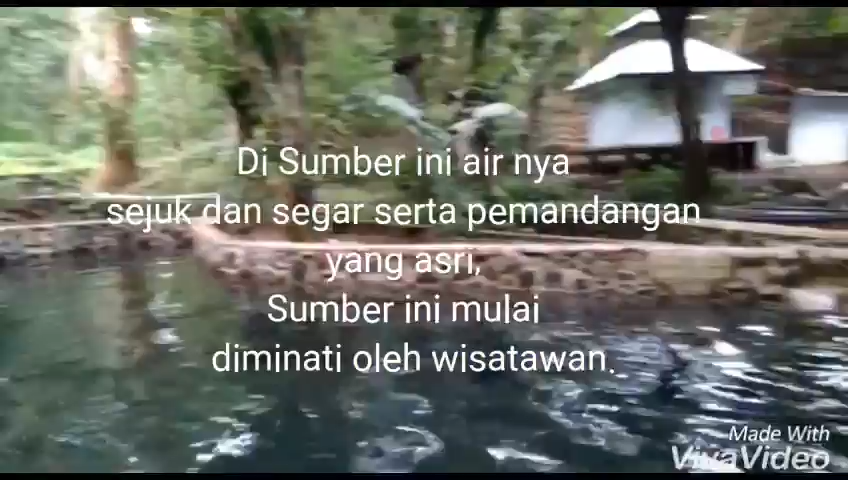 Di Sumber ini air nya
sejuk dan segar serta pemandangan
yang asri,
Sumber ini mulai
diminati oleh wisatawan.
Made With
VivaVideo